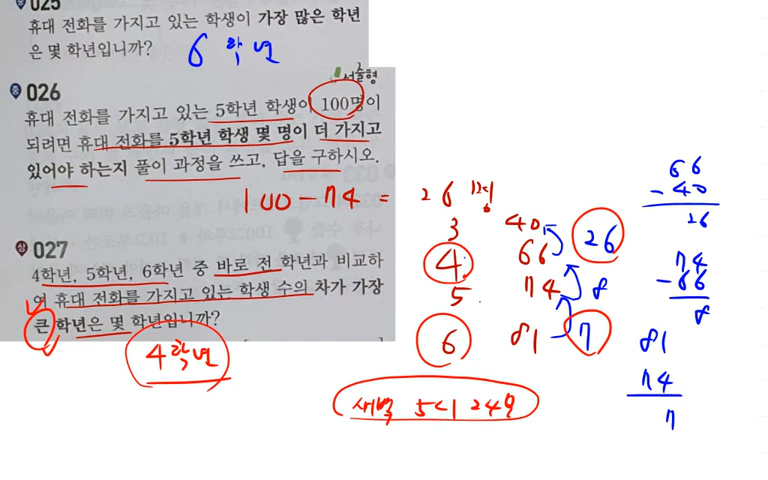 025
휴대 전화를 가지고 있는 학생이 가장 많은 학년
은 몇 학년입니까?
6학년
026
서술형
휴대 전화를 가지고 있는 5학년 학생이 100명이
되려면 휴대 전화를 5학년 학생 몇 명이 더 가지고
있어야 하는지 풀이 과정을 쓰고, 답을 구하시오.
100-74=
027
4학년, 5학년, 6학년 중 바로 전 학년과 비교하
여 휴대 전화를 가지고 있는 학생 수의 차가 가장
큰 학년은 몇 학년입니까?
4학년
26
3 40
4 66 26
5 74 8
6 81 7
새벽 5시 24일
66
-40
26
74
-66
8
81
74
7